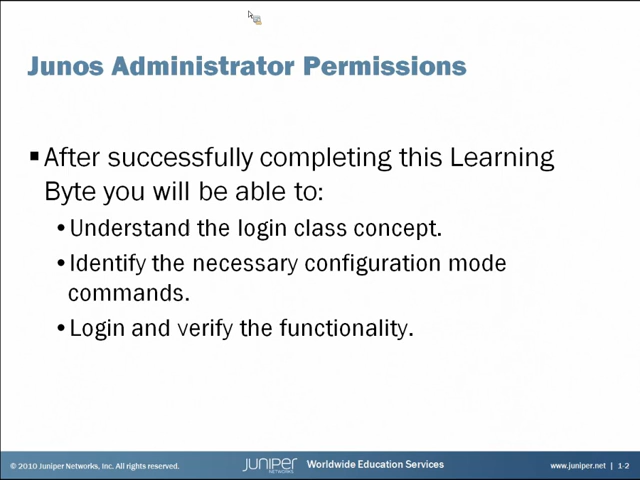 Junos Administrator Permissions
▪ After successfully completing this Learning
Byte you will be able to:
• Understand the login class concept.
• Identify the necessary configuration mode
commands.
• Login and verify the functionality.
© 2010 Juniper Networks, Inc. All rights reserved.
JUNIPER
NETWORKS
Worldwide Education Services
www.juniper.net | 1-2